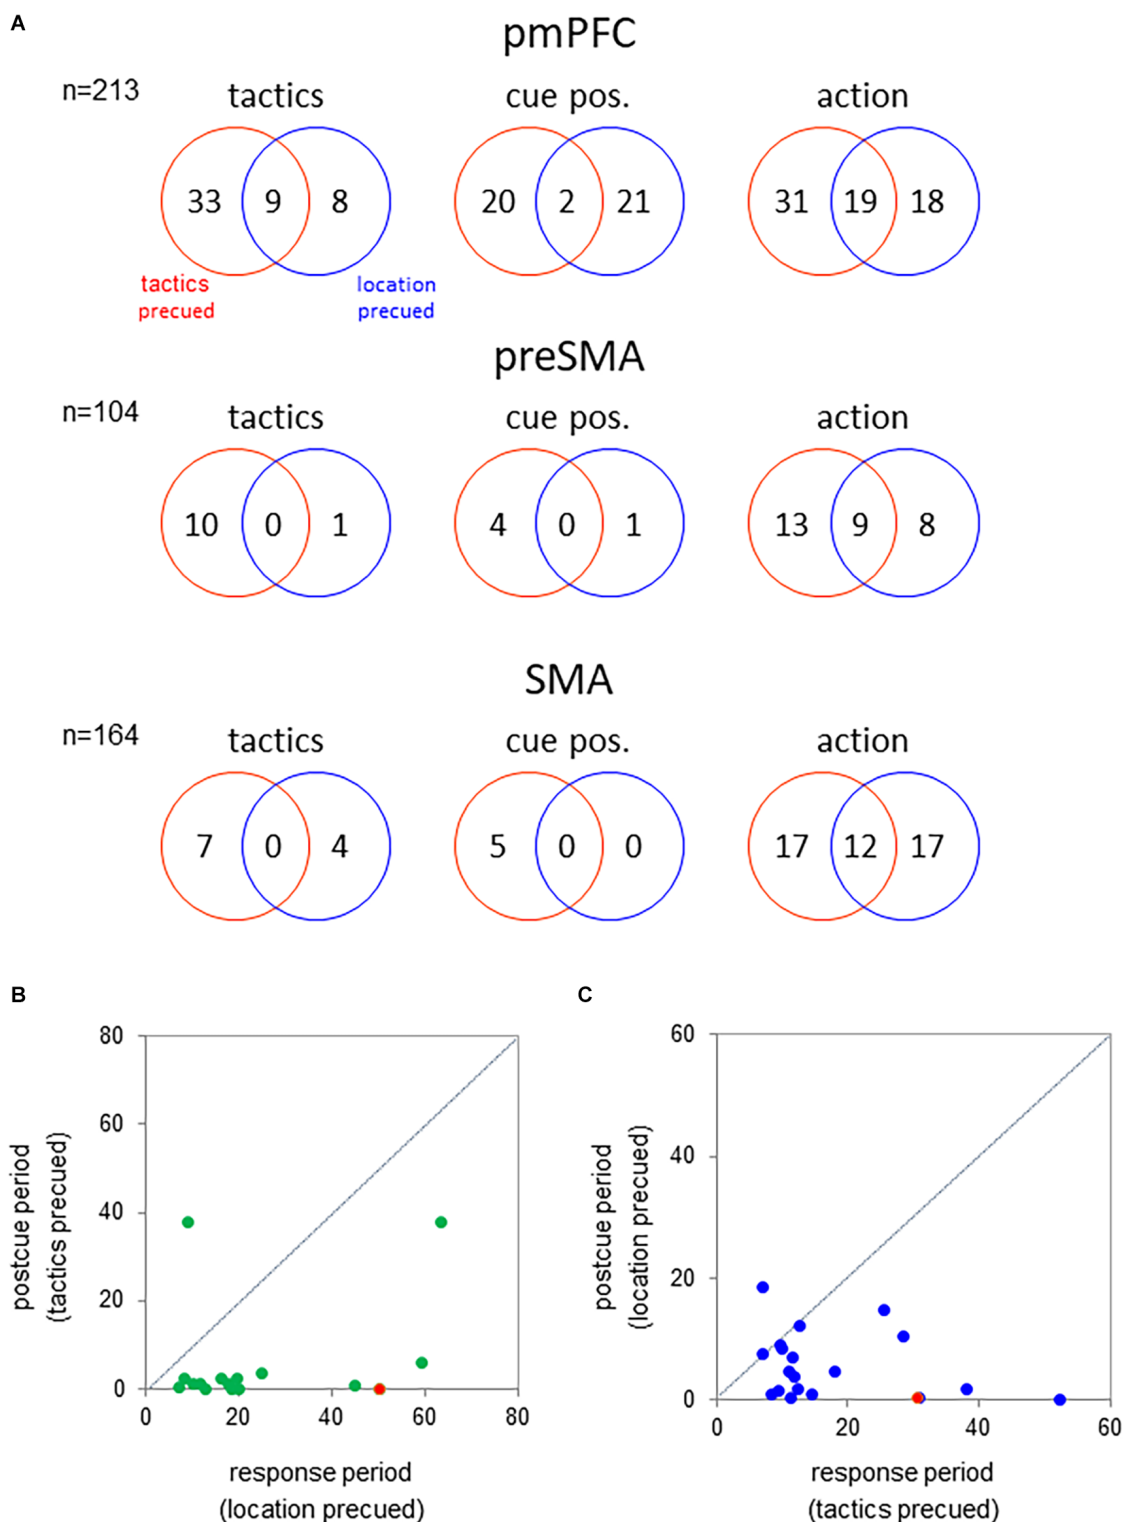 A
pmPFC
n=213
tactics cue pos. action
33 9 8 20 2 21 31 19 18
tactics precued
location precued
preSMA
n=104
tactics cue pos. action
10 0 1 4 0 1 13 9 8
SMA
n=164
tactics cue pos. action
7 0 4 5 0 0 17 12 17
B
postcue period
(tactics precued)
80
60
40
20
0
0 20 40 60 80
response period
(location precued)
C
postcue period
(location precued)
60
40
20
0
0 20 40 60
response period
(tactics precued)